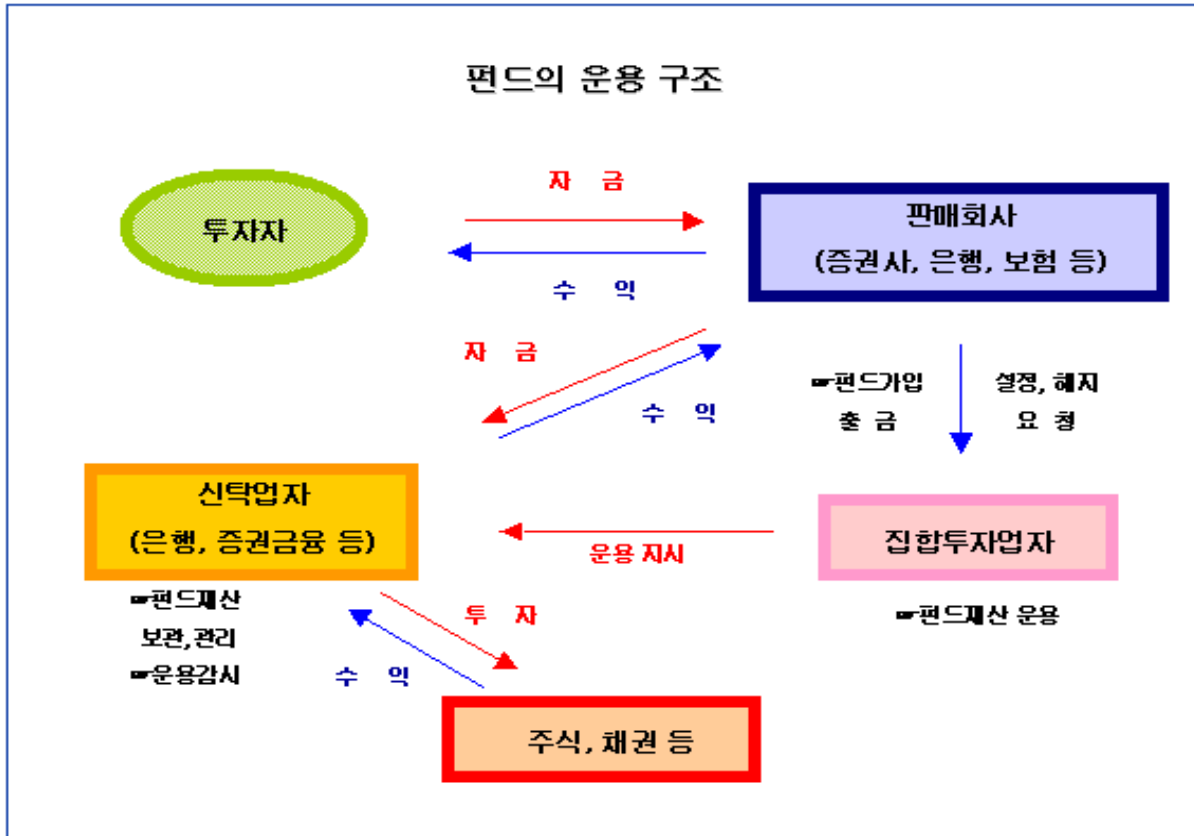 펀드의 운용 구조
자 금
투자자
판매회사
(증권사, 은행, 보험 등)
수 익
자 금
수 익
☞펀드가입
출 금
설정, 해지
요 청
신탁업자
(은행, 증권금융 등)
운용 지시
집합투자업자
☞펀드재산
보관,관리
☞운용감시
투 자
수 익
☞펀드재산 운용
주식, 채권 등